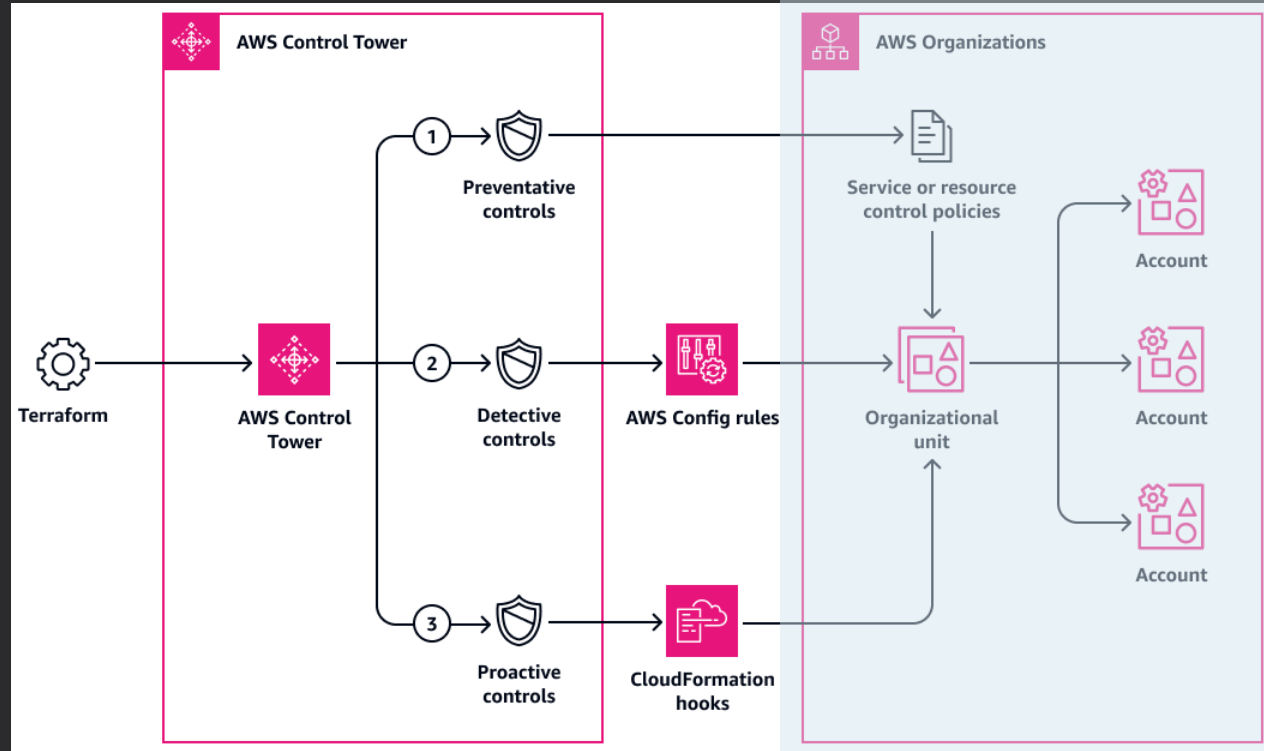 AWS Control Tower
AWS Organizations
1
Preventative
controls
Service or resource
control policies
Account
Terraform
AWS Control
Tower
2
Detective
controls
AWS Config rules
Organizational
unit
Account
3
Proactive
controls
CloudFormation
hooks
Account